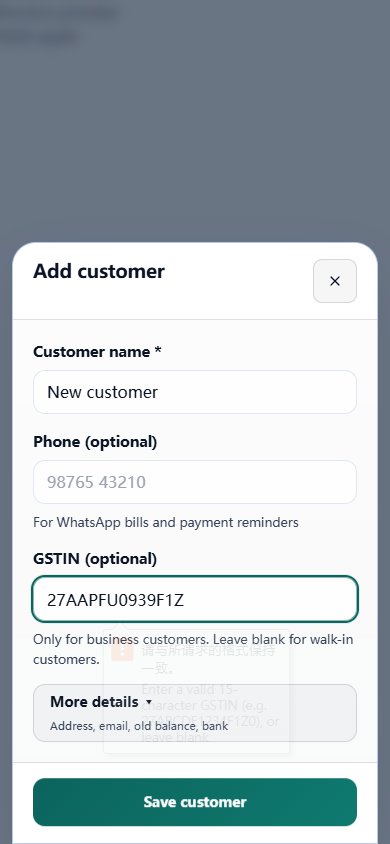 Add customer
×
Customer name *
New customer
Phone (optional)
98765 43210
For WhatsApp bills and payment reminders
GSTIN (optional)
27AAPFU0939F1Z
Only for business customers. Leave blank for walk-in
customers.
请与所请求的格式保持
一致。
Enter a valid 15-
character GSTIN (e.g.
or
leave blank
More details ▾
Address, email, old balance, bank
Save customer